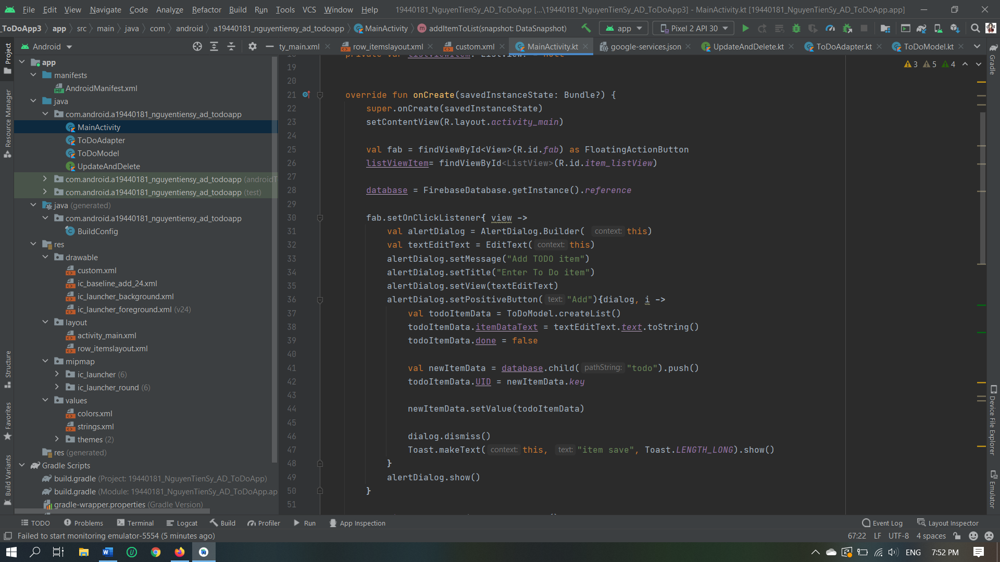 File Edit View Navigate Code Analyze Refactor Build Run Tools VCS Window Help 19440181_NguyenTienSy_AD_ToDoApp [...\19440181_NguyenTienSy_AD_ToDoApp3] - MainActivity.kt [19440181_NguyenTienSy_AD_ToDoApp.app]
_ToDoApp3 app src main java com android a19440181_nguyentiensy_ad_todoapp MainActivity addItemToList(snapshot: DataSnapshot) app Pixel 2 API 30
Android ty_main.xml row_itemslayout.xml custom.xml MainActivity.kt google-services.json UpdateAndDelete.kt ToDoAdapter.kt ToDoModel.kt
Project
Resource Manager
Structure
Favorites
Build Variants
app
manifests
AndroidManifest.xml
java
com.android.a19440181_nguyentiensy_ad_todoapp
MainActivity
ToDoAdapter
ToDoModel
UpdateAndDelete
com.android.a19440181_nguyentiensy_ad_todoapp (androidT
com.android.a19440181_nguyentiensy_ad_todoapp (test)
java (generated)
com.android.a19440181_nguyentiensy_ad_todoapp
BuildConfig
res
drawable
custom.xml
ic_baseline_add_24.xml
ic_launcher_background.xml
ic_launcher_foreground.xml (v24)
layout
activity_main.xml
row_itemslayout.xml
mipmap
ic_launcher (6)
ic_launcher_round (6)
values
colors.xml
strings.xml
themes (2)
res (generated)
Gradle Scripts
build.gradle (Project: 19440181_NguyenTienSy_AD_ToDoApp)
build.gradle (Module: 19440181_NguyenTienSy_AD_ToDoApp.ap
gradle-wrapper.properties (Gradle Version)
3 5 4
18 private var listViewItem: ListView? = null
19
20
21 override fun onCreate(savedInstanceState: Bundle?) {
22 super.onCreate(savedInstanceState)
23 setContentView(R.layout.activity_main)
24
25 val fab = findViewById<View>(R.id.fab) as FloatingActionButton
26 listViewItem= findViewById<ListView>(R.id.item_listView)
27
28 database = FirebaseDatabase.getInstance().reference
29
30 fab.setOnClickListener{ view ->
31 val alertDialog = AlertDialog.Builder( context: this)
32 val textEditText = EditText( context: this)
33 alertDialog.setMessage("Add TODO item")
34 alertDialog.setTitle("Enter To Do item")
35 alertDialog.setView(textEditText)
36 alertDialog.setPositiveButton( text: "Add"){dialog, i ->
37 val todoItemData = ToDoModel.createList()
38 todoItemData.itemDataText = textEditText.text.toString()
39 todoItemData.done = false
40
41 val newItemData = database.child( pathString: "todo").push()
42 todoItemData.UID = newItemData.key
43
44 newItemData.setValue(todoItemData)
45
46 dialog.dismiss()
47 Toast.makeText( context: this, text: "item save", Toast.LENGTH_LONG).show()
48 }
49 alertDialog.show()
50 }
51
Gradle
Device File Explorer
Emulator
TODO Problems Terminal Logcat Build Profiler Run App Inspection Event Log Layout Inspector
Failed to start monitoring emulator-5554 (5 minutes ago) 67:22 LF UTF-8 4 spaces
ENG 7:52 PM